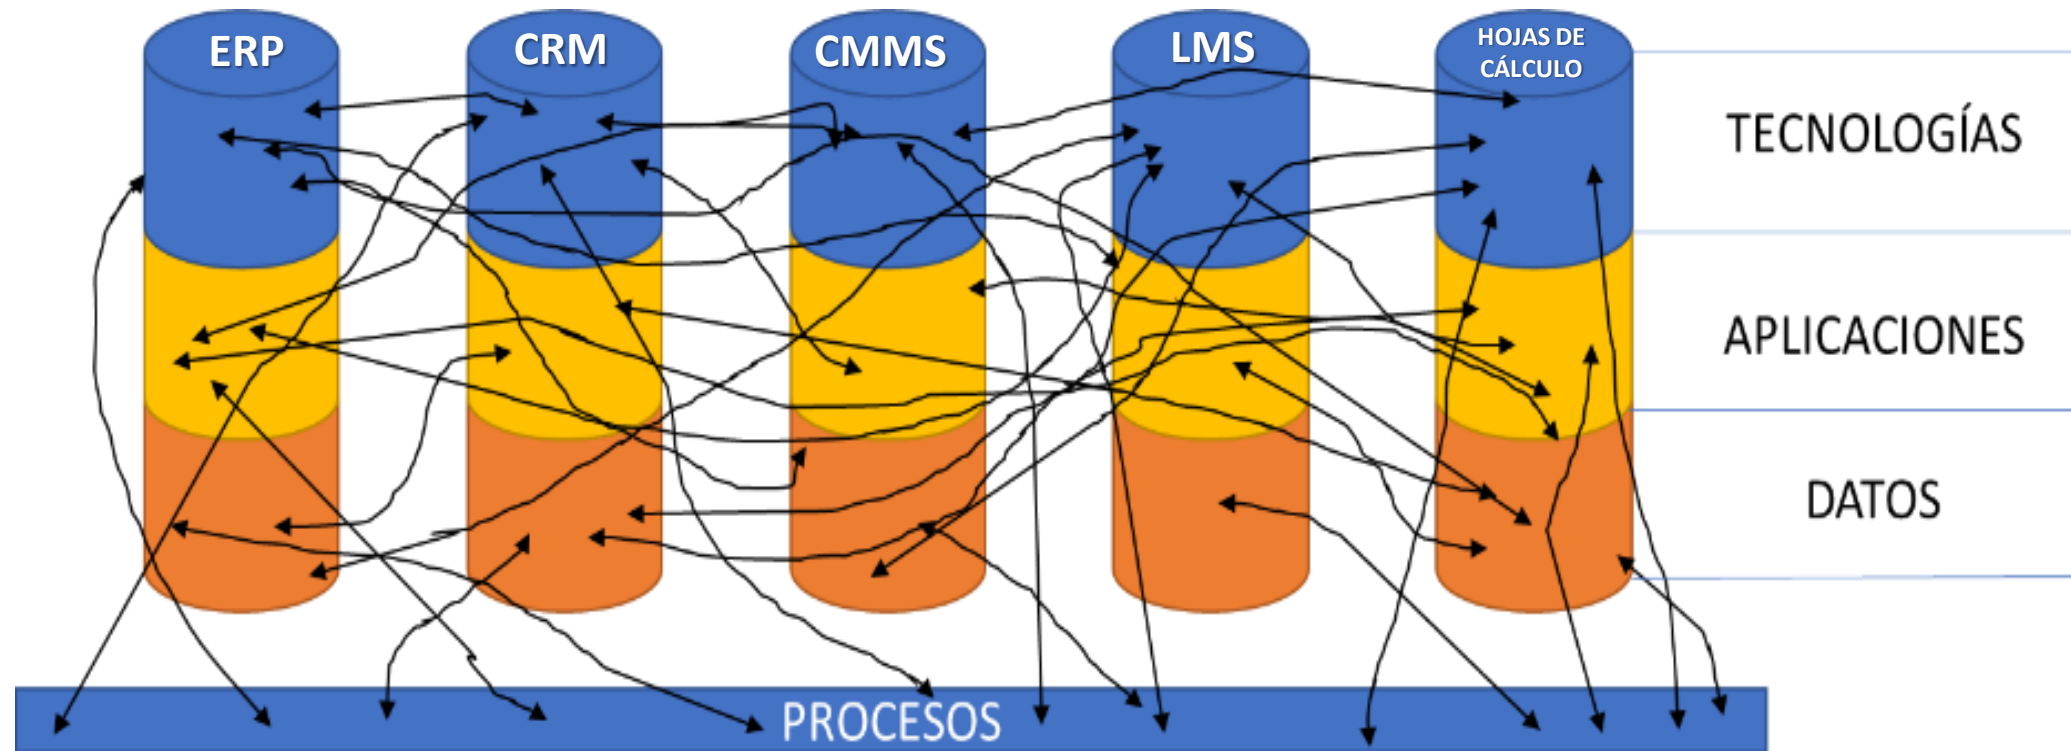 ERP
CRM
CMMS
LMS
HOJAS DE
CÁLCULO
TECNOLOGÍAS
APLICACIONES
DATOS
PROCESOS